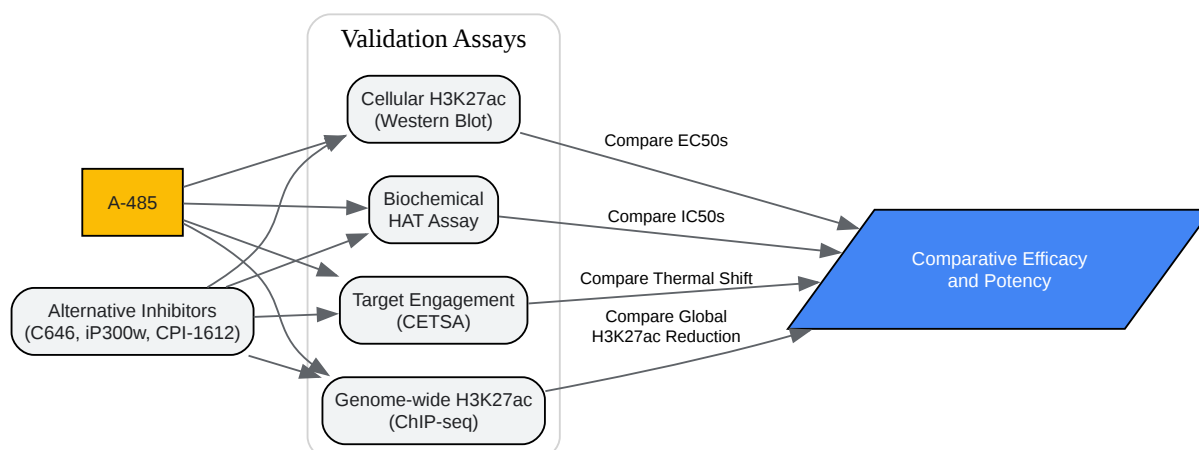 Validation Assays
Cellular H3K27ac
(Western Blot)
Compare EC50s
A-485
Biochemical
HAT Assay
Compare IC50s
Comparative Efficacy
and Potency
Alternative Inhibitors
(C646, iP300w, CPI-1612)
Target Engagement
(CETSA)
Compare Thermal Shift
Compare Global
H3K27ac Reduction
Genome-wide H3K27ac
(ChIP-seq)